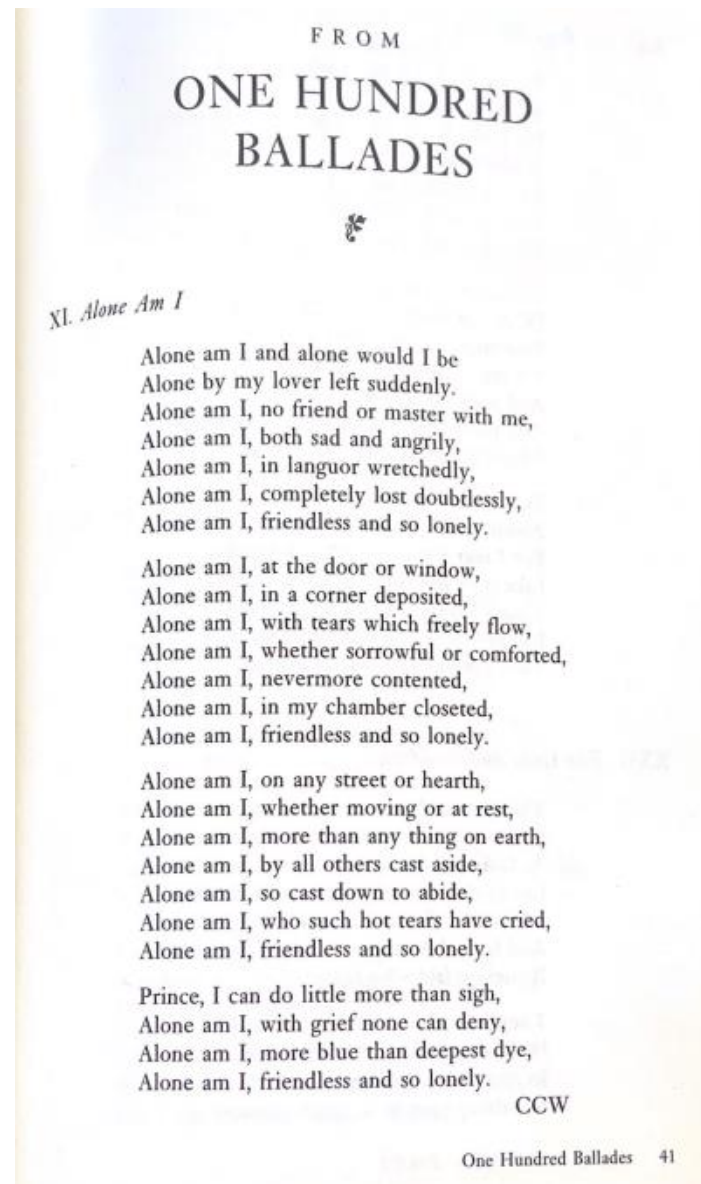 FROM
ONE HUNDRED
BALLADES
XI. Alone Am I
Alone am I and alone would I be
Alone by my lover left suddenly.
Alone am I, no friend or master with me,
Alone am I, both sad and angrily,
Alone am I, in languor wretchedly,
Alone am I, completely lost doubtlessly,
Alone am I, friendless and so lonely.
Alone am I, at the door or window,
Alone am I, in a corner deposited,
Alone am I, with tears which freely flow,
Alone am I, whether sorrowful or comforted,
Alone am I, nevermore contented,
Alone am I, in my chamber closeted,
Alone am I, friendless and so lonely.
Alone am I, on any street or hearth,
Alone am I, whether moving or at rest,
Alone am I, more than any thing on earth,
Alone am I, by all others cast aside,
Alone am I, so cast down to abide,
Alone am I, who such hot tears have cried,
Alone am I, friendless and so lonely.
Prince, I can do little more than sigh,
Alone am I, with grief none can deny,
Alone am I, more blue than deepest dye,
Alone am I, friendless and so lonely.
CCW
One Hundred Ballades 41